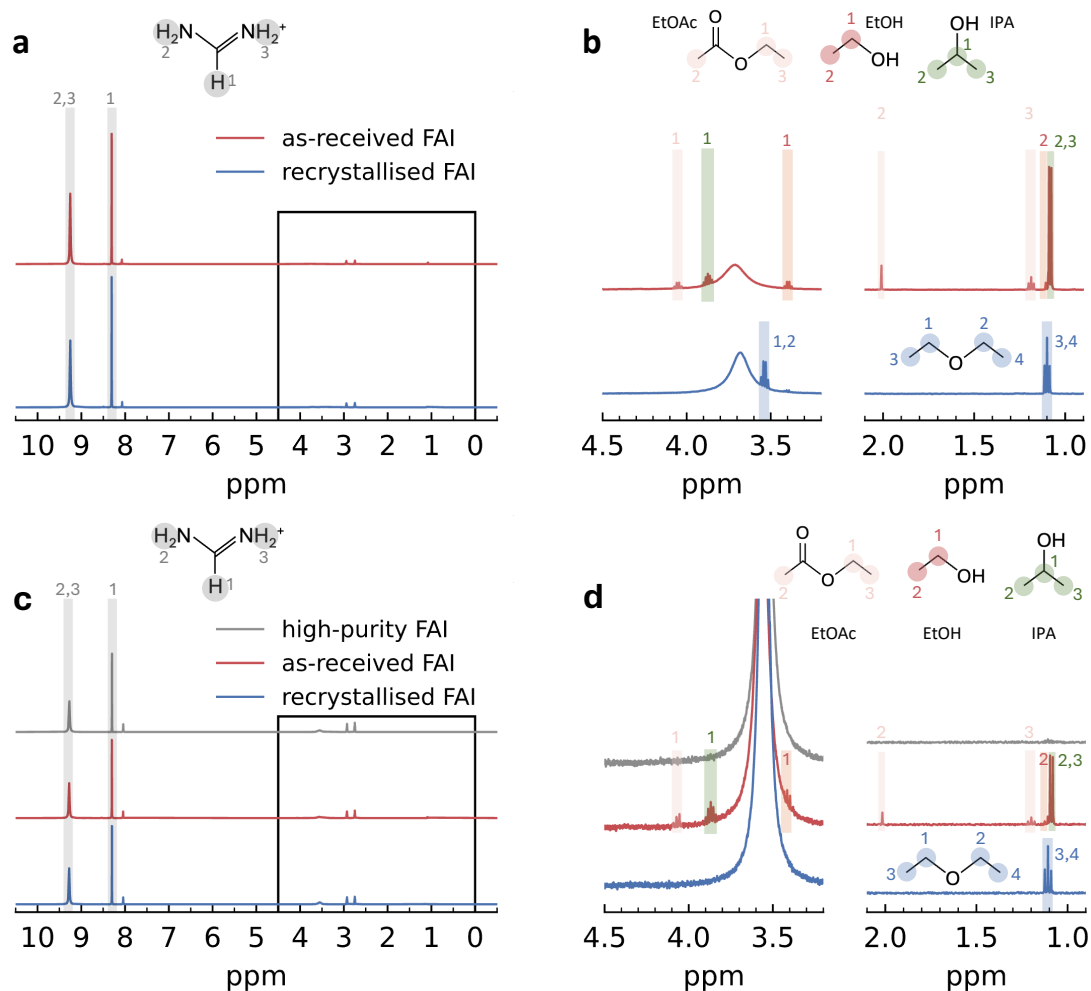 a
H₂N NH₂⁺
2 3
H 1
2,3 1
as-received FAI
recrystallised FAI
10 9 8 7 6 5 4 3 2 1 0
ppm
b
EtOAc EtOH IPA
O 1 1 OH 1
O OH
2 3 2 2 3
1 1 1 2 3 2 2,3
1,2 1 2 3,4
3 O 4
4.5 4.0 3.5 2.0 1.5 1.0
ppm ppm
c
H₂N NH₂⁺
2 3
H 1
2,3 1
high-purity FAI
as-received FAI
recrystallised FAI
10 9 8 7 6 5 4 3 2 1 0
ppm
d
O 1 1 OH 1
O OH
2 3 2 2 3
EtOAc EtOH IPA
1 1 1 2 3 2 2,3
1 2 3,4
3 O 4
4.5 4.0 3.5 2.0 1.5 1.0
ppm ppm